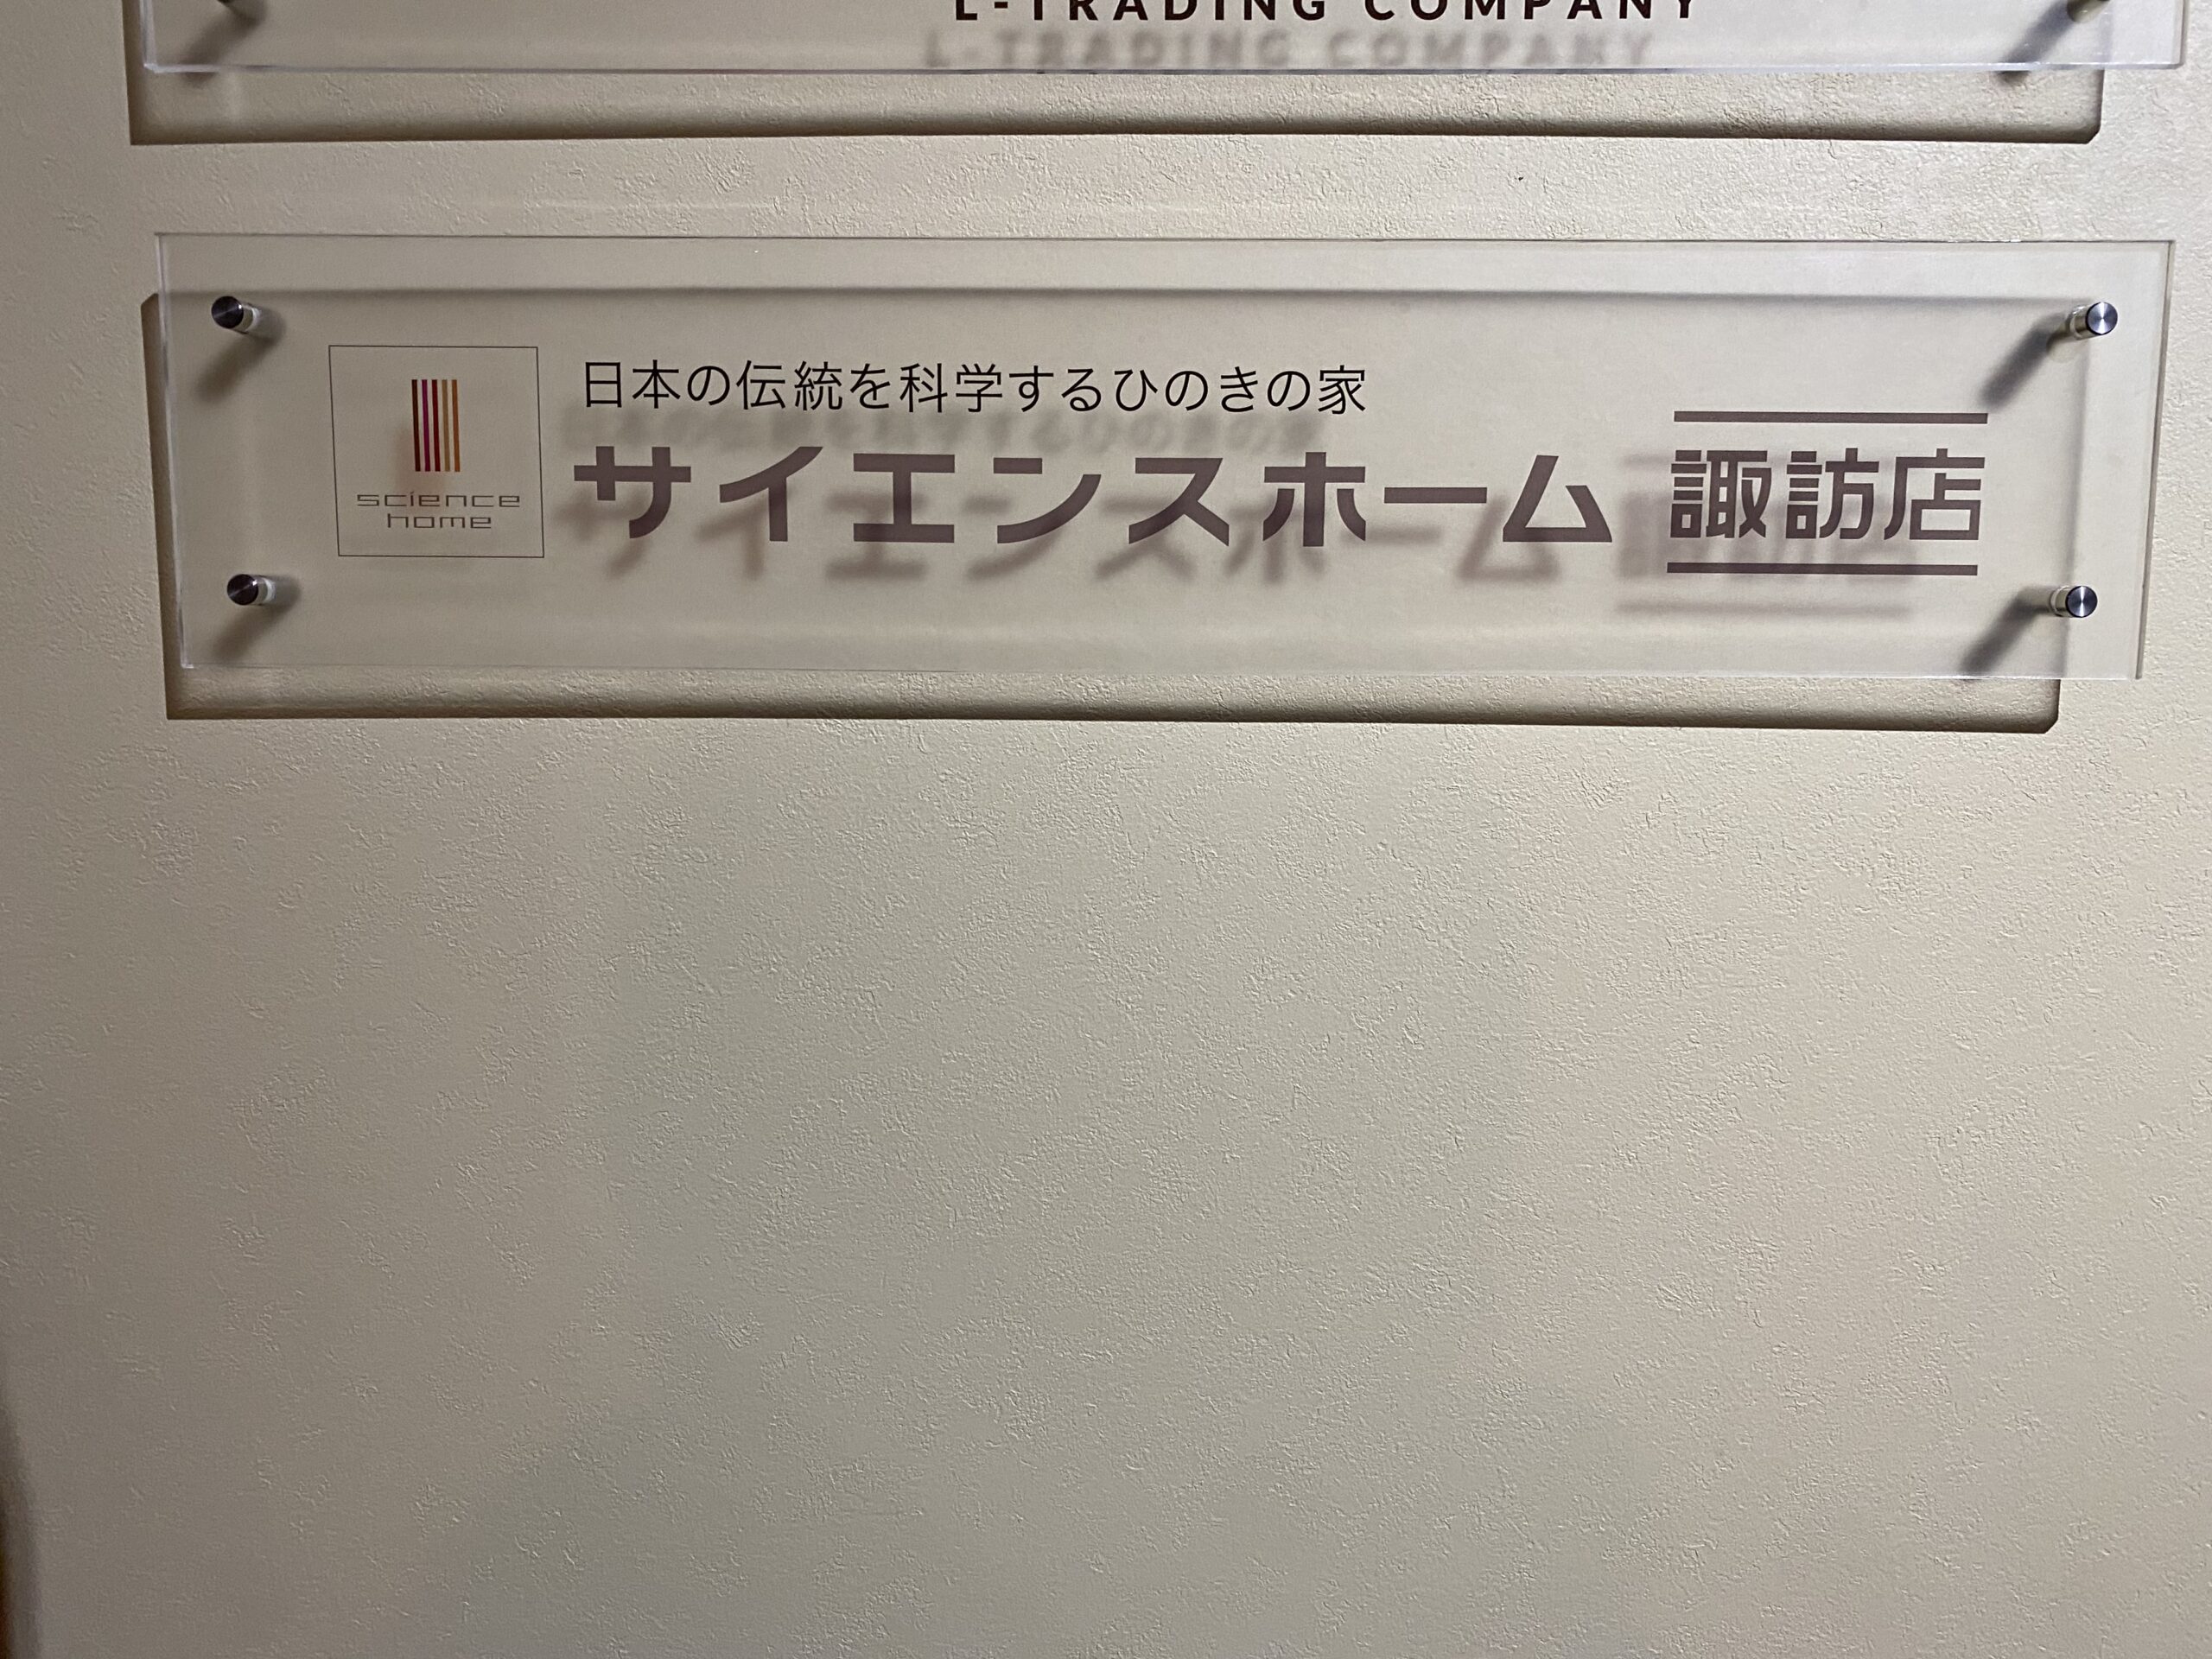 L-TRADING COMPANY
science
home
日本の伝統を科学するひのきの家
サイエンスホーム 諏訪店